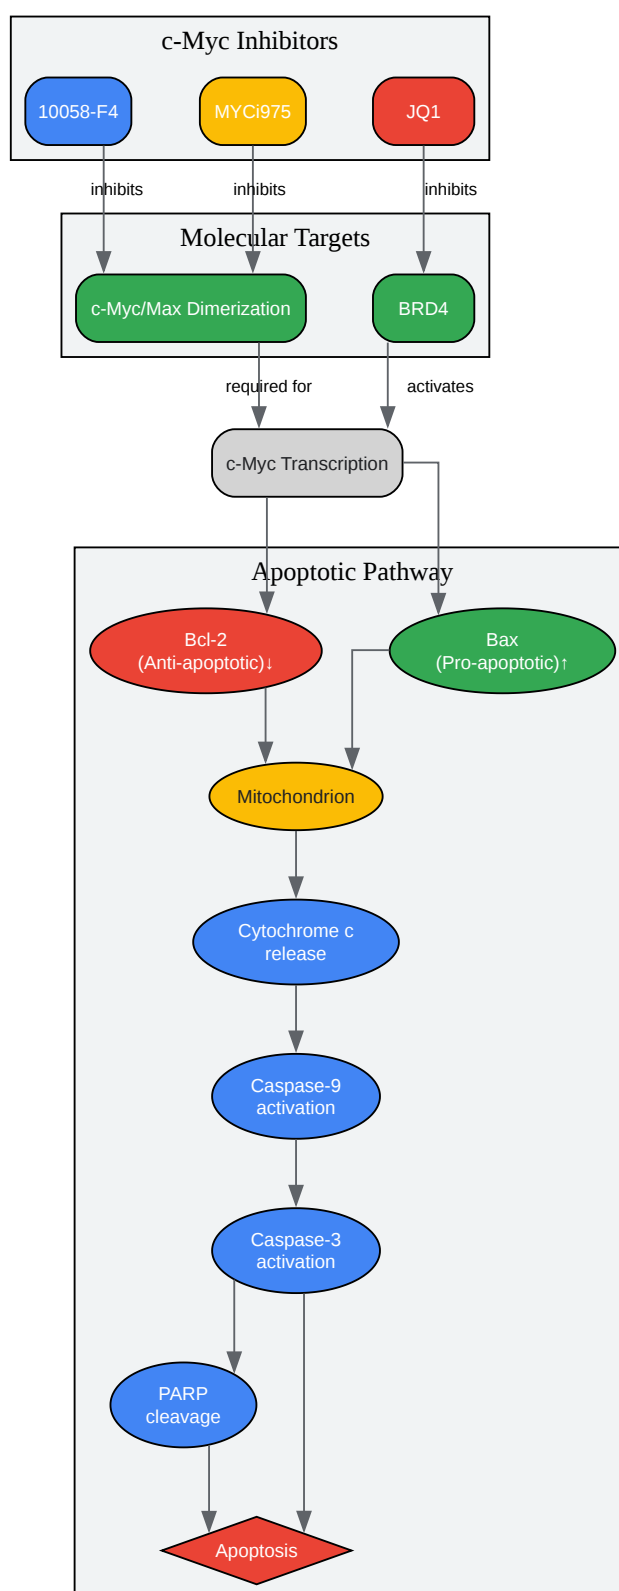 c-Myc Inhibitors
10058-F4
MYCi975
JQ1
inhibits
inhibits
inhibits
Molecular Targets
c-Myc/Max Dimerization
BRD4
required for
activates
c-Myc Transcription
Apoptotic Pathway
Bcl-2
(Anti-apoptotic)↓
Bax
(Pro-apoptotic)↑
Mitochondrion
Cytochrome c
release
Caspase-9
activation
Caspase-3
activation
PARP
cleavage
Apoptosis